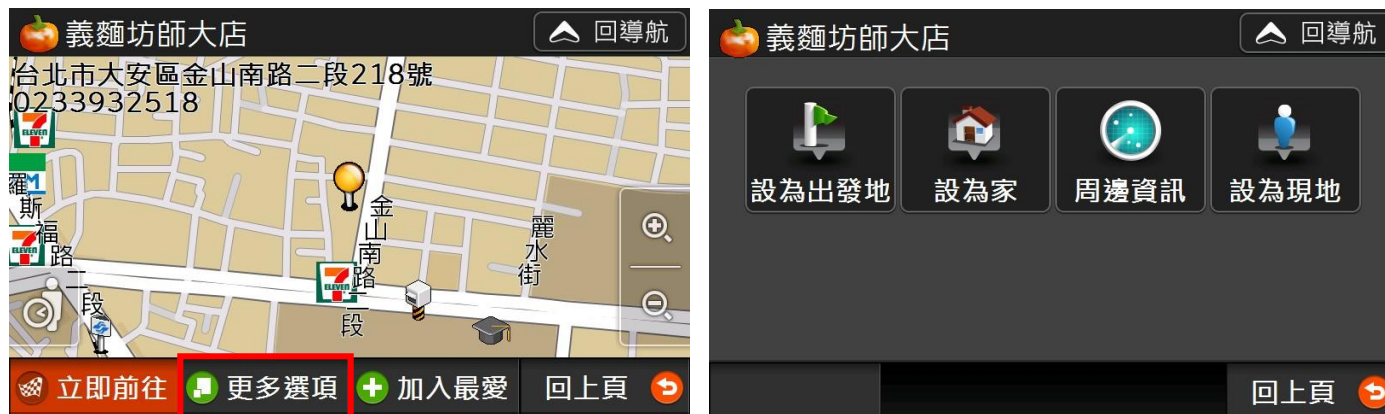 義麵坊師大店
回導航
台北市大安區金山南路二段218號
0233932518
ELEVEn
羅斯福路二段
ELEVEn
金山南路二段
ELEVEn
麗水街
立即前往
更多選項
加入最愛
回上頁
義麵坊師大店
回導航
設為出發地
設為家
周邊資訊
設為現地
回上頁